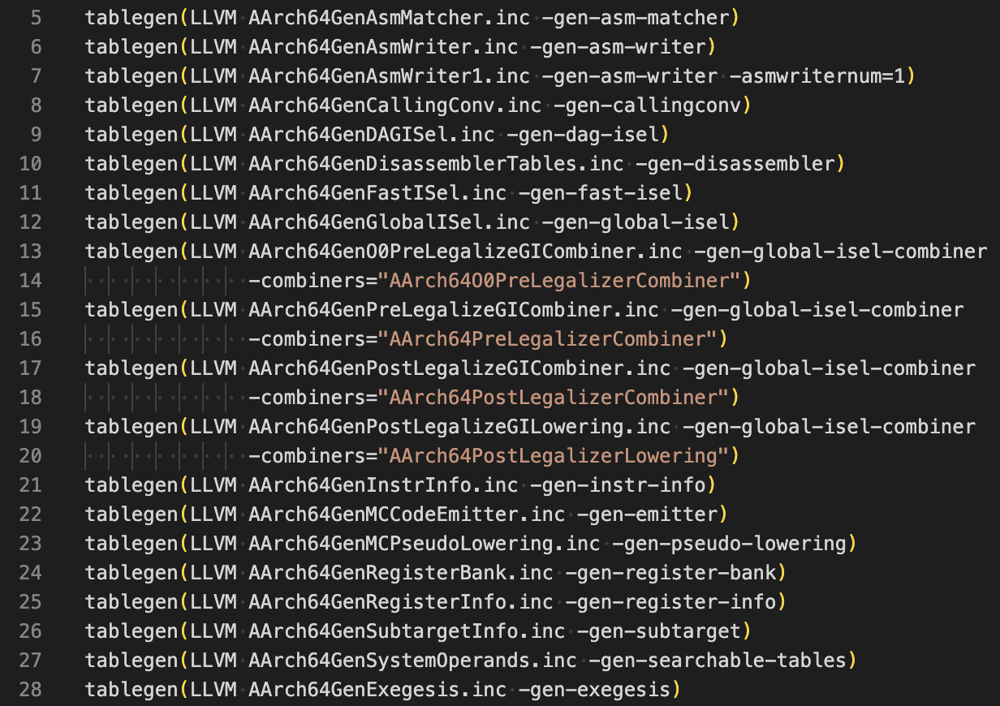 5 tablegen(LLVM AArch64GenAsmMatcher.inc -gen-asm-matcher)
6 tablegen(LLVM AArch64GenAsmWriter.inc -gen-asm-writer)
7 tablegen(LLVM AArch64GenAsmWriter1.inc -gen-asm-writer -asmwriternum=1)
8 tablegen(LLVM AArch64GenCallingConv.inc -gen-callingconv)
9 tablegen(LLVM AArch64GenDAGISel.inc -gen-dag-isel)
10 tablegen(LLVM AArch64GenDisassemblerTables.inc -gen-disassembler)
11 tablegen(LLVM AArch64GenFastISel.inc -gen-fast-isel)
12 tablegen(LLVM AArch64GenGlobalISel.inc -gen-global-isel)
13 tablegen(LLVM AArch64GenO0PreLegalizeGICombiner.inc -gen-global-isel-combiner
14               -combiners="AArch64O0PreLegalizerCombiner")
15 tablegen(LLVM AArch64GenPreLegalizeGICombiner.inc -gen-global-isel-combiner
16               -combiners="AArch64PreLegalizerCombiner")
17 tablegen(LLVM AArch64GenPostLegalizeGICombiner.inc -gen-global-isel-combiner
18               -combiners="AArch64PostLegalizerCombiner")
19 tablegen(LLVM AArch64GenPostLegalizeGILowering.inc -gen-global-isel-combiner
20               -combiners="AArch64PostLegalizerLowering")
21 tablegen(LLVM AArch64GenInstrInfo.inc -gen-instr-info)
22 tablegen(LLVM AArch64GenMCCodeEmitter.inc -gen-emitter)
23 tablegen(LLVM AArch64GenMCPseudoLowering.inc -gen-pseudo-lowering)
24 tablegen(LLVM AArch64GenRegisterBank.inc -gen-register-bank)
25 tablegen(LLVM AArch64GenRegisterInfo.inc -gen-register-info)
26 tablegen(LLVM AArch64GenSubtargetInfo.inc -gen-subtarget)
27 tablegen(LLVM AArch64GenSystemOperands.inc -gen-searchable-tables)
28 tablegen(LLVM AArch64GenExegesis.inc -gen-exegesis)